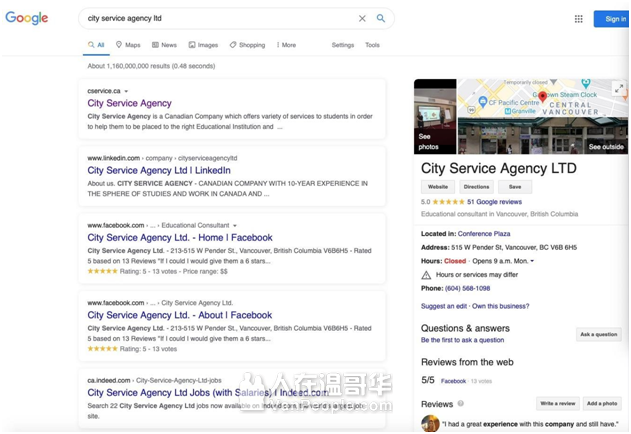 Google
city service agency ltd
Sign in
All
Maps
News
Images
Shopping
More
Settings
Tools
About 1,160,000,000 results (0.48 seconds)
cservice.ca
City Service Agency
City Service Agency is a Canadian Company which offers variety of services to students in order
to help them to be placed to the right Educational Institution and ...
www.linkedin.com › company › cityserviceagencyltd
City Service Agency Ltd | LinkedIn
About us. CITY SERVICE AGENCY - CANADIAN COMPANY WITH 10-YEAR EXPERIENCE IN
THE SPHERE OF STUDIES AND WORK IN CANADA AND ...
www.facebook.com › ... › Educational Consultant
City Service Agency Ltd. - Home | Facebook
City Service Agency Ltd. - 213-515 W Pender St, Vancouver, British Columbia V6B6H5 - Rated
5 based on 13 Reviews "If I could I would give them a 6 stars...
Rating: 5 - 13 votes - Price range: $$
www.facebook.com › ... › City Service Agency Ltd.
City Service Agency Ltd. - About | Facebook
City Service Agency Ltd. - 213-515 W Pender St, Vancouver, British Columbia V6B6H5 - Rated
5 based on 13 Reviews "If I could I would give them a 6 stars...
Rating: 5 - 13 votes
ca.indeed.com › City-Service-Agency-Ltd-jobs
City Service Agency Ltd Jobs (with Salaries) | Indeed.com
Search 22 City Service Agency Ltd jobs now available on Indeed.com, the world's largest job
site.
人在温哥华
Temporarily closed
Gastown Steam Clock
CF Pacific Centre
CENTRAL
VANCOUVER
Granville
See
photos
See outside
City Service Agency LTD
Website
Directions
Save
5.0
51 Google reviews
Educational consultant in Vancouver, British Columbia
Located in: Conference Plaza
Address: 515 W Pender St, Vancouver, BC V6B 6H5
Hours: Closed · Opens 9 a.m. Mon.
Hours or services may differ
Phone: (604) 568-1098
Suggest an edit · Own this business?
Questions & answers
Be the first to ask a question
Ask a question
Reviews from the web
5/5 Facebook · 13 votes
Reviews
Write a review
Add a photo
"I had a great experience with this company and still have."